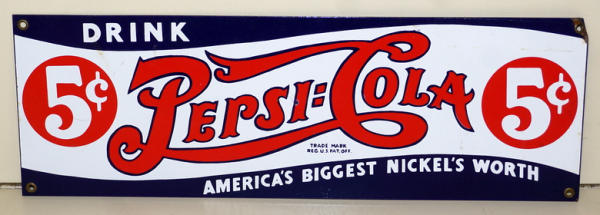 DRINK
5¢ PEPSI=COLA 5¢
TRADE MARK
REG. U.S. PAT. OFF.
AMERICA'S BIGGEST NICKEL'S WORTH